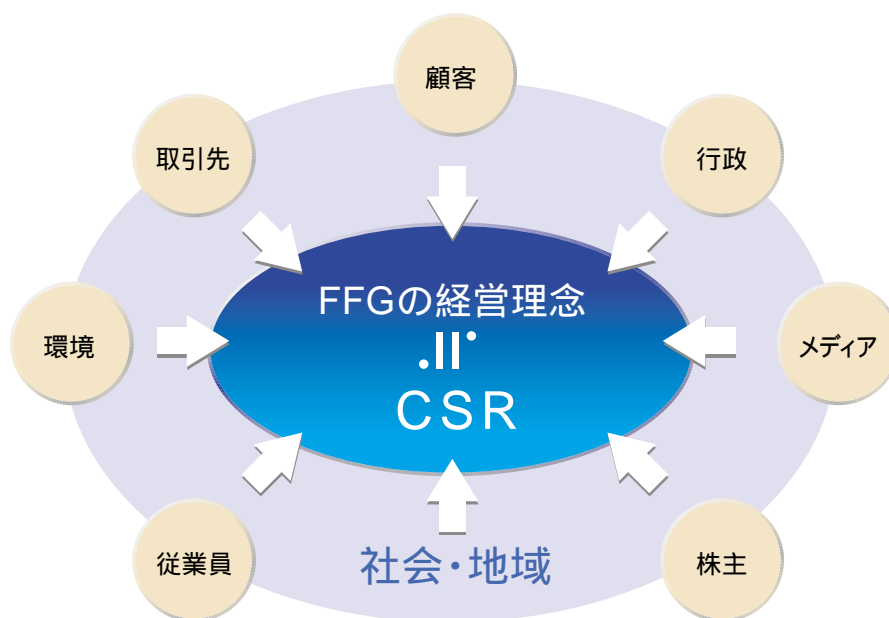 顧客
取引先
行政
FFGの経営理念
環境
メディア
CSR
従業員
社会・地域
株主